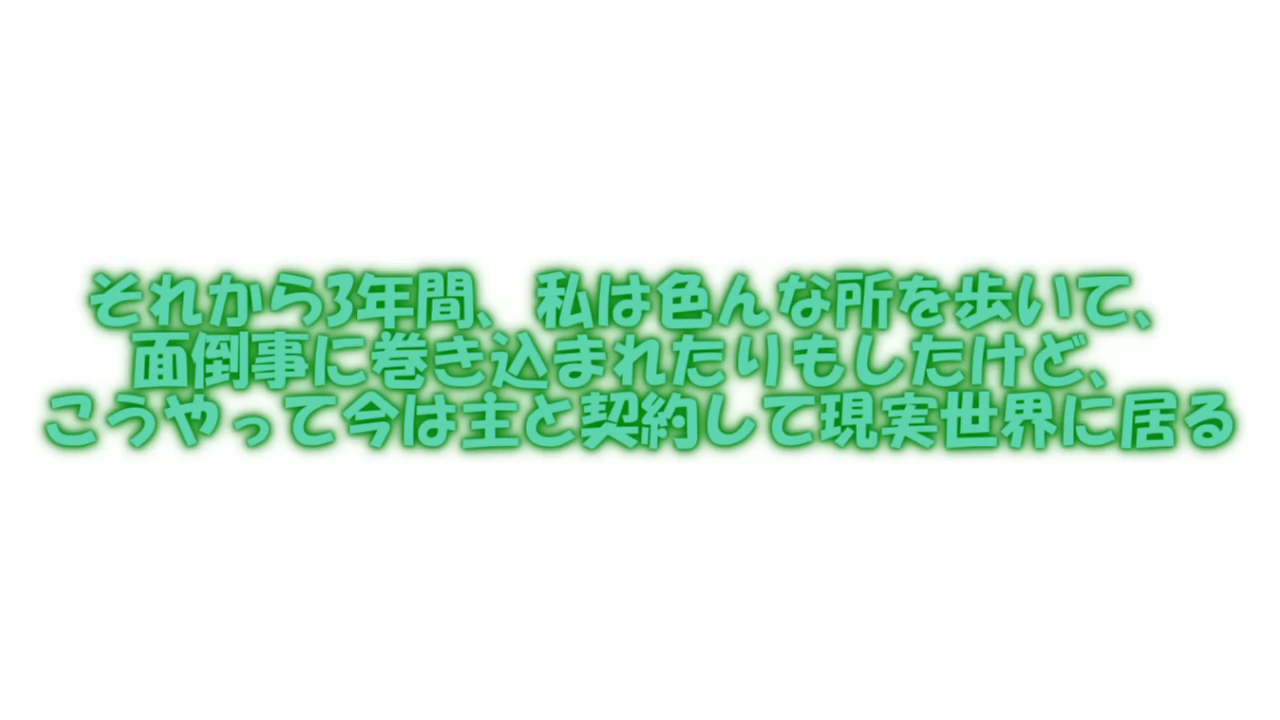 それから3年間、私は色んな所を歩いて、
面倒事に巻き込まれたりもしたけど、
こうやって今は主と契約して現実世界に居る